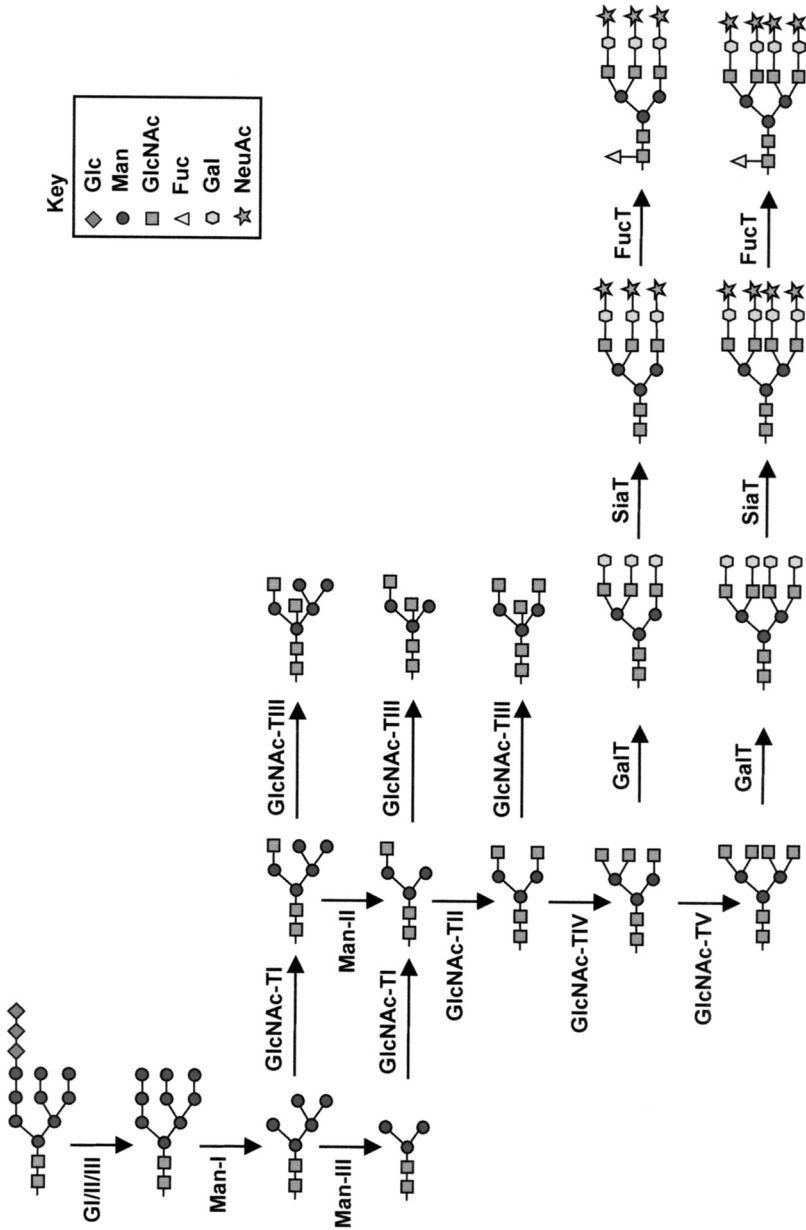 Key
Glc
Man
GlcNAc
Fuc
Gal
NeuAc
GI/II/III
Man-I
Man-III
GlcNAc-TI
GlcNAc-TI
Man-II
GlcNAc-TII
GlcNAc-TIV
GlcNAc-TV
GlcNAc-TIII
GlcNAc-TIII
GlcNAc-TIII
GalT
GalT
SiaT
SiaT
FucT
FucT